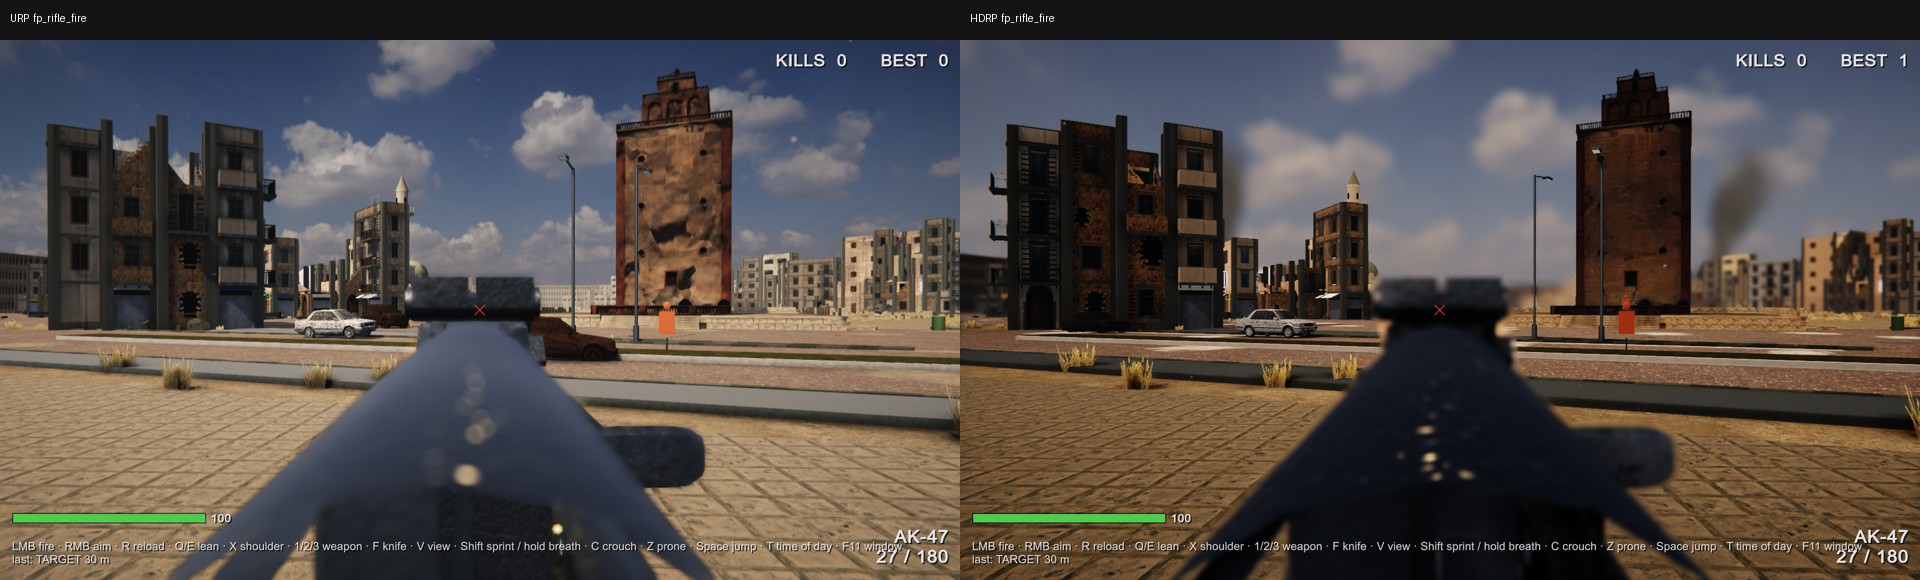 URP fp_rifle_fire
HDRP fp_rifle_fire
KILLS 0 BEST 0
100
AK-47
LMB fire · RMB aim · R reload · Q/E lean · X shoulder · 1/2/3 weapon · F knife · V view · Shift sprint / hold breath · C crouch · Z prone · Space jump · T time of day · F11 window
27 / 180
last: TARGET 30 m
KILLS 0 BEST 1
100
AK-47
LMB fire · RMB aim · R reload · Q/E lean · X shoulder · 1/2/3 weapon · F knife · V view · Shift sprint / hold breath · C crouch · Z prone · Space jump · T time of day · F11 window
27 / 180
last: TARGET 30 m